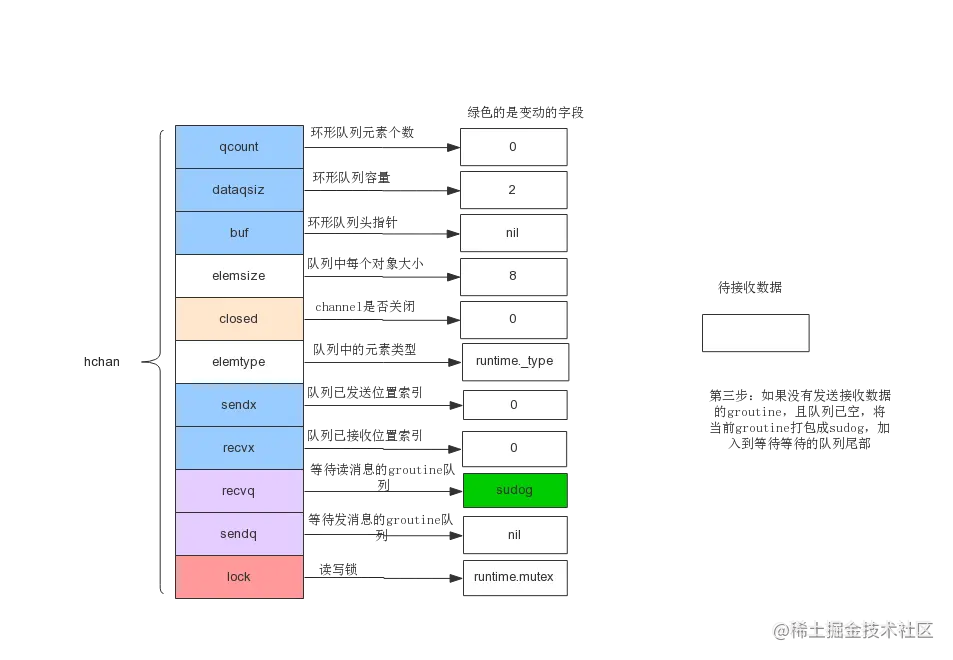 绿色的是变动的字段
qcount
环形队列元素个数
0
dataqsiz
环形队列容量
2
buf
环形队列头指针
nil
elemsize
队列中每个对象大小
8
closed
channel是否关闭
0
elemtype
队列中的元素类型
runtime._type
sendx
队列已发送位置索引
0
recvx
队列已接收位置索引
0
recvq
等待读消息的groutine队
列
sudog
sendq
等待发消息的groutine队
列
nil
lock
读写锁
runtime.mutex
hchan
待接收数据
第三步：如果没有发送接收数据
的groutine，且队列已空，将
当前groutine打包成sudog，加
入到等待等待的队列尾部
@稀土掘金技术社区